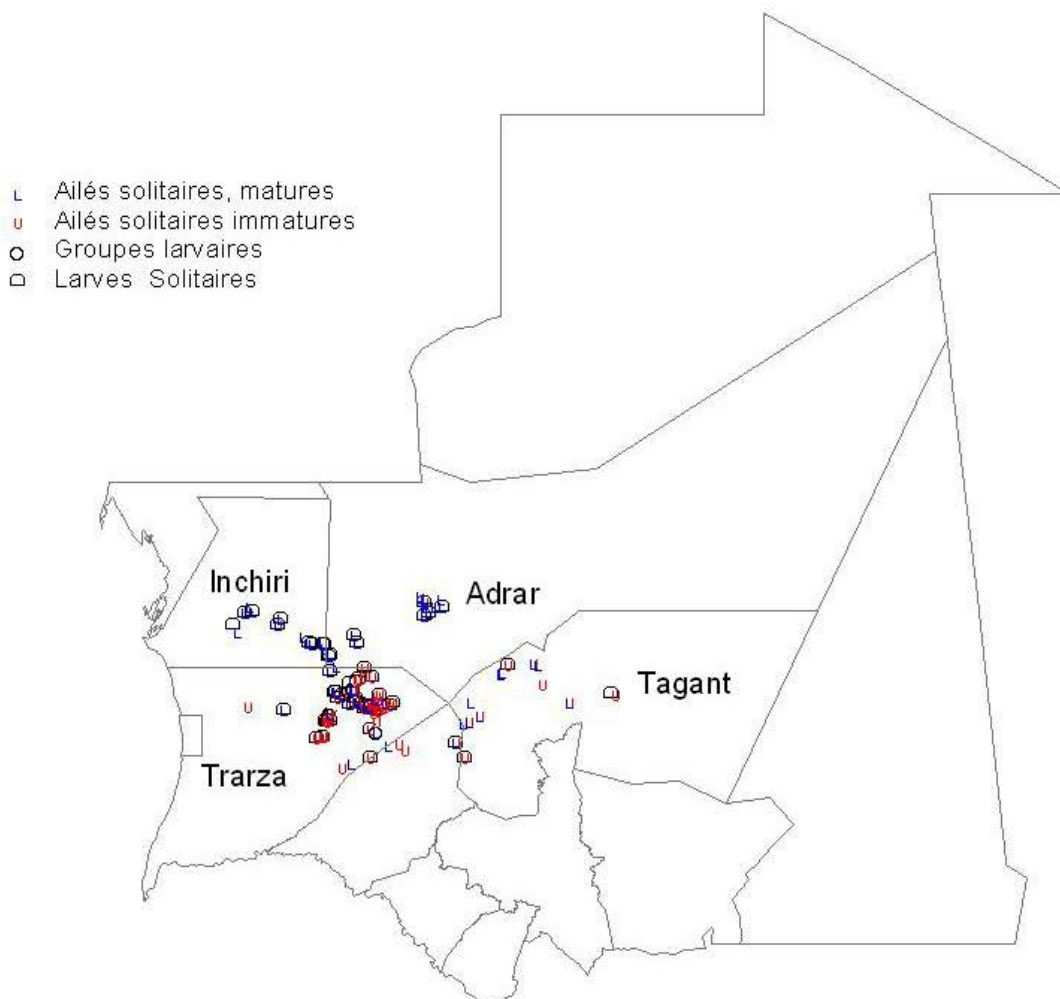 L Ailés solitaires, matures
U Ailés solitaires immatures
Groupes larvaires
Larves Solitaires
Inchiri
Adrar
Tagant
Trarza